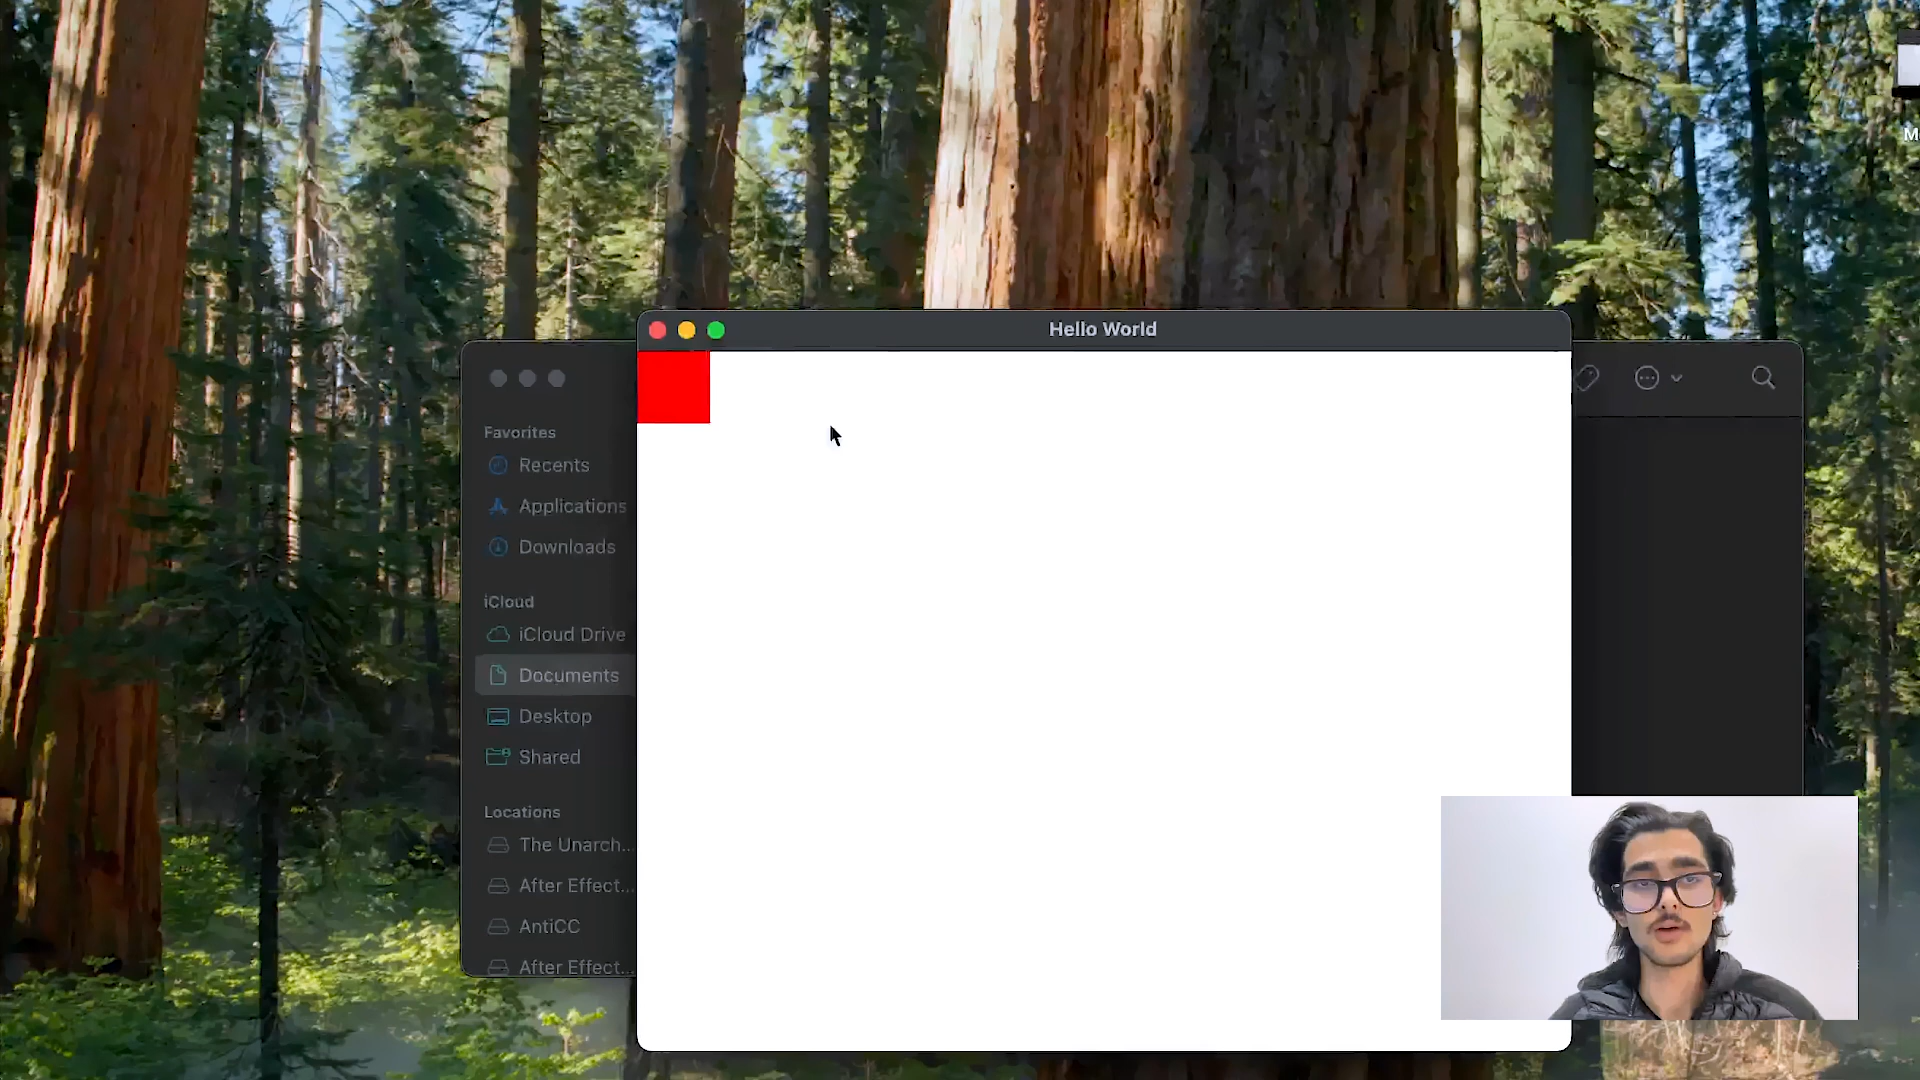 M
Hello World
Favorites
Recents
Applications
Downloads
iCloud
iCloud Drive
Documents
Desktop
Shared
Locations
The Unarch...
After Effect...
AntiCC
After Effect...